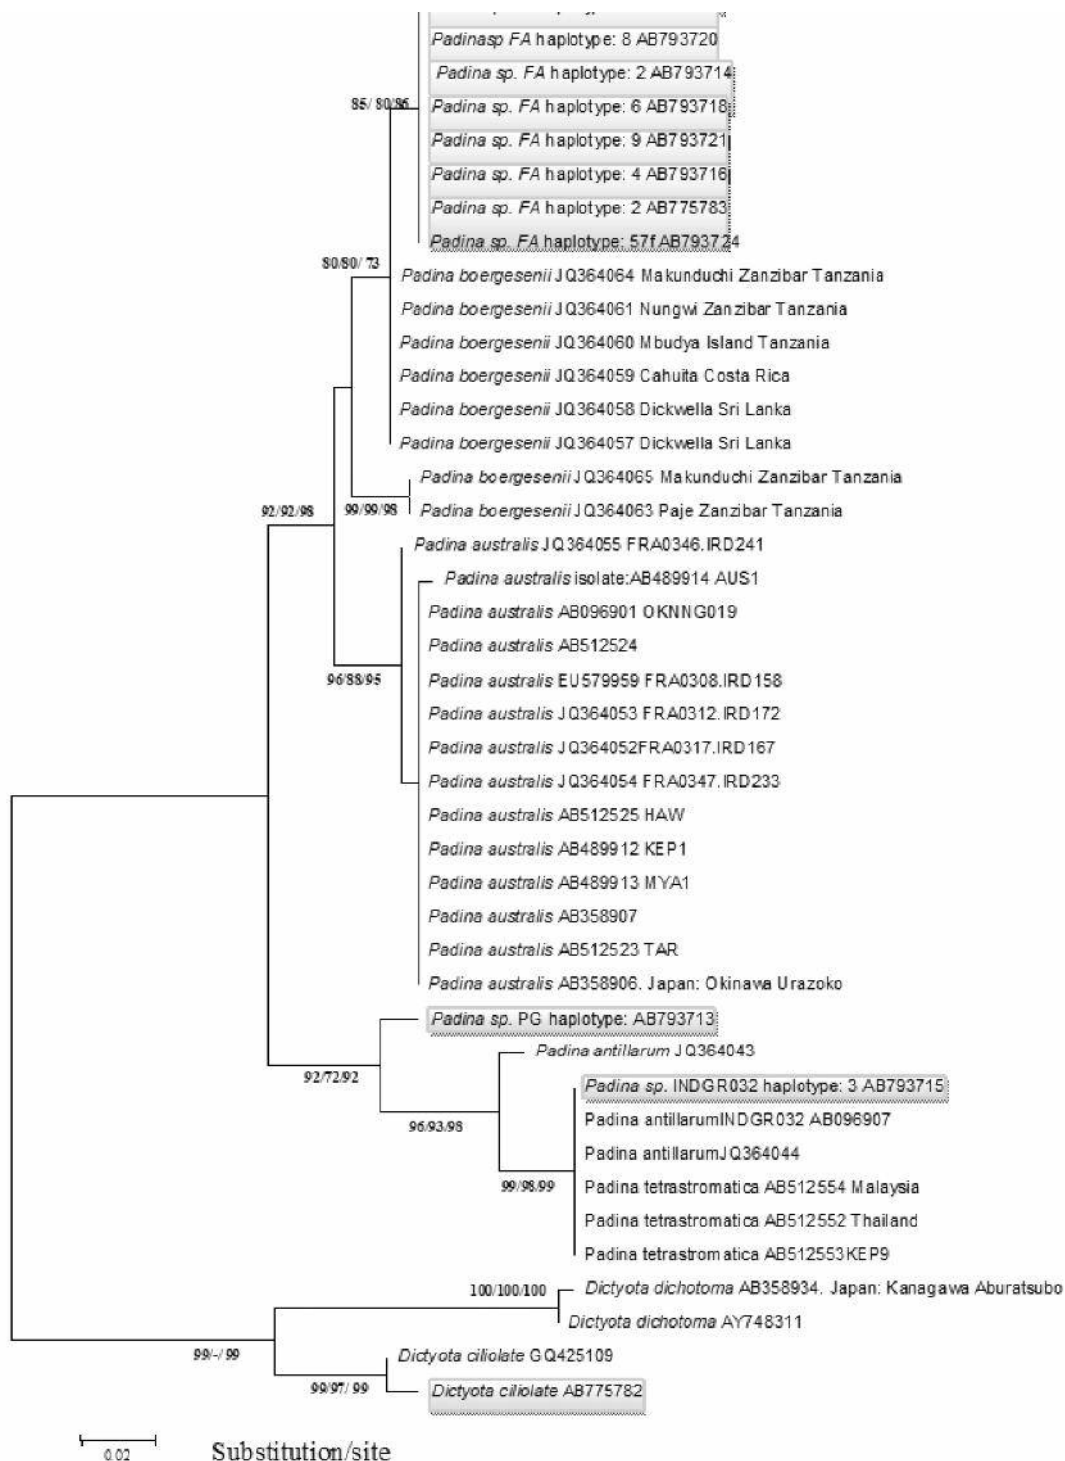 Padinasp FA haplotype: 8 AB793720
Padina sp. FA haplotype: 2 AB793714
85/ 80/86
Padina sp. FA haplotype: 6 AB793718
Padina sp. FA haplotype: 9 AB793721
Padina sp. FA haplotype: 4 AB793716
Padina sp. FA haplotype: 2 AB775783
Padina sp. FA haplotype: 57f AB793724
80/80/ 73
Padina boergesenii JQ364064 Makunduchi Zanzibar Tanzania
Padina boergesenii JQ364061 Nungwi Zanzibar Tanzania
Padina boergesenii JQ364060 Mbudya Island Tanzania
Padina boergesenii JQ364059 Cahuita Costa Rica
Padina boergesenii JQ364058 Dickwella Sri Lanka
Padina boergesenii JQ364057 Dickwella Sri Lanka
Padina boergesenii JQ364065 Makunduchi Zanzibar Tanzania
92/92/98
99/99/98
Padina boergesenii JQ364063 Paje Zanzibar Tanzania
Padina australis JQ364055 FRA0346.IRD241
Padina australis isolate:AB489914 AUS1
Padina australis AB096901 OKNNG019
Padina australis AB512524
96/88/95
Padina australis EU579959 FRA0308.IRD158
Padina australis JQ364053 FRA0312.IRD172
Padina australis JQ364052FRA0317.IRD167
Padina australis JQ364054 FRA0347.IRD233
Padina australis AB512525 HAW
Padina australis AB489912 KEP1
Padina australis AB489913 MYA1
Padina australis AB358907
Padina australis AB512523 TAR
Padina australis AB358906. Japan: Okinawa Urazoko
Padina sp. PG haplotype: AB793713
Padina antillarum JQ364043
92/72/92
Padina sp. INDGR032 haplotype: 3 AB793715
96/93/98
Padina antillarumINDGR032 AB096907
Padina antillarumJQ364044
99/98/99
Padina tetrastromatica AB512554 Malaysia
Padina tetrastromatica AB512552 Thailand
Padina tetrastromatica AB512553KEP9
100/100/100
Dictyota dichotoma AB358934. Japan: Kanagawa Aburatsubo
Dictyota dichotoma AY748311
99/-/ 99
Dictyota ciliolate GQ425109
99/97/ 99
Dictyota ciliolate AB775782
0.02
Substitution/site